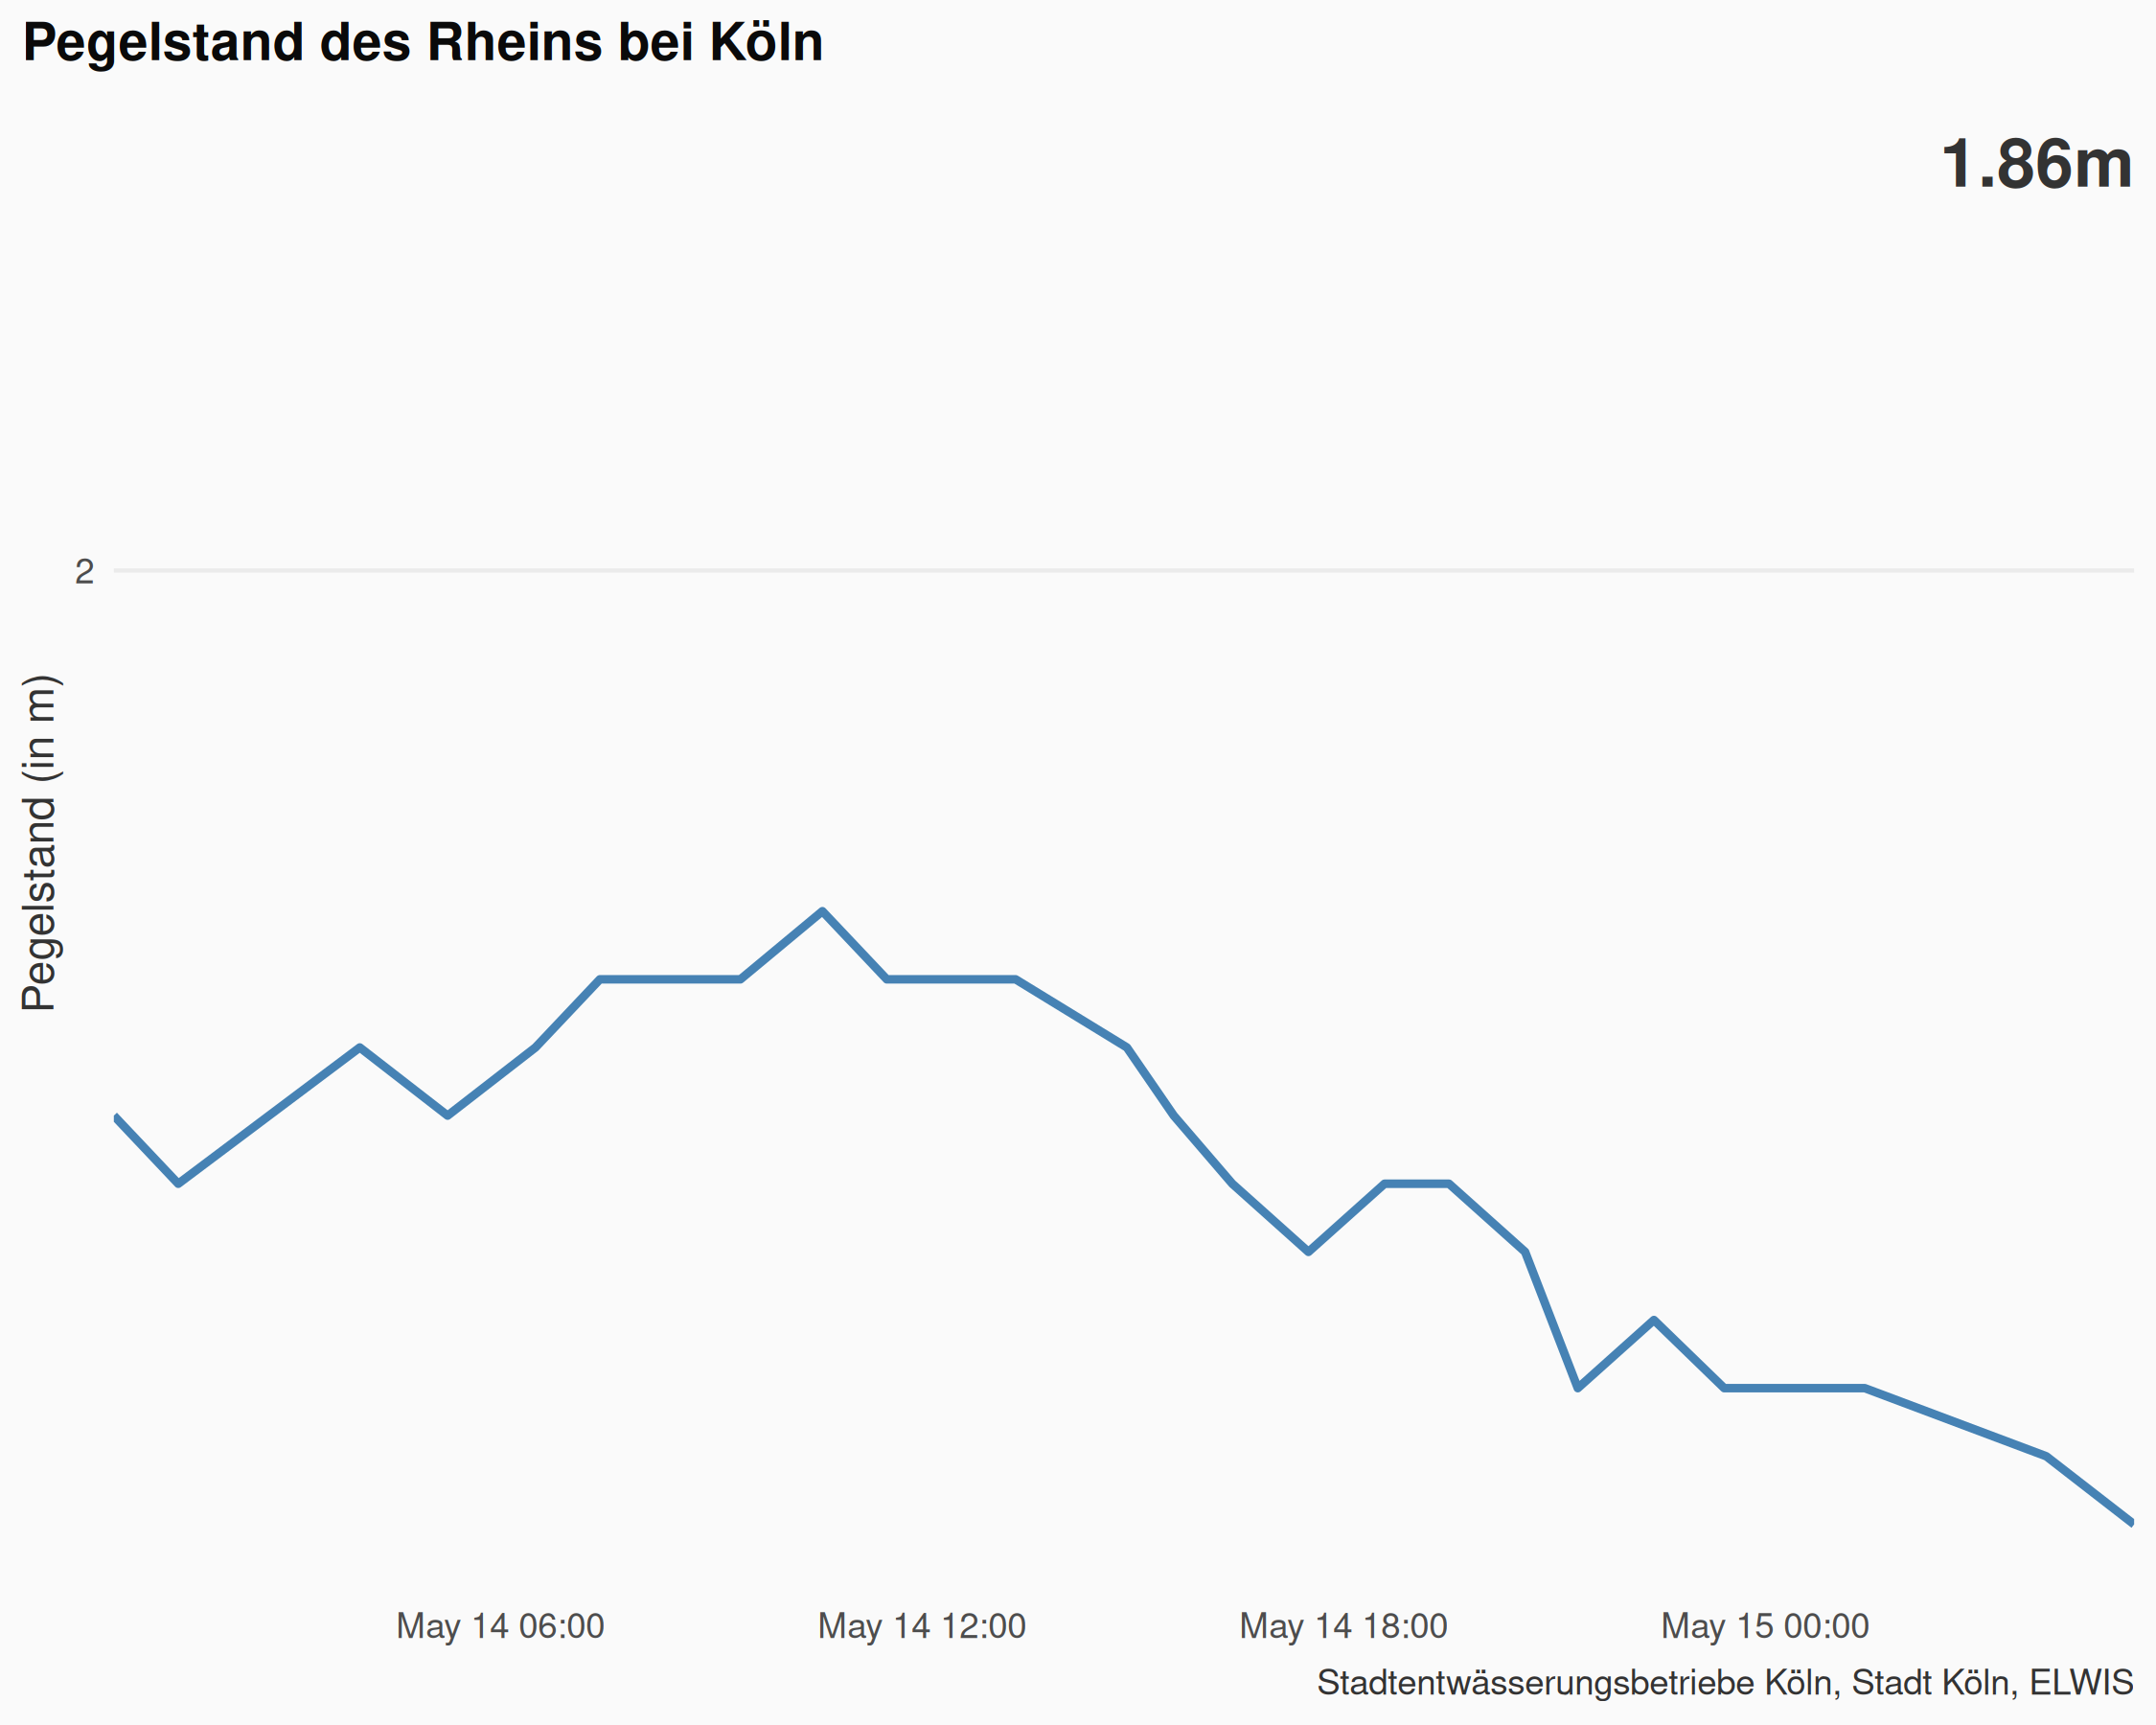 Pegelstand des Rheins bei Köln
1.86m
2
Pegelstand (in m)
May 14 06:00
May 14 12:00
May 14 18:00
May 15 00:00
Stadtentwässerungsbetriebe Köln, Stadt Köln, ELWIS